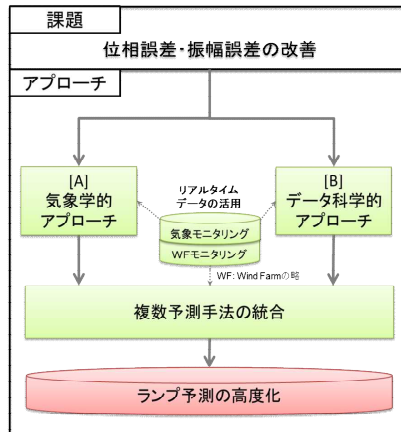 課題
位相誤差・振幅誤差の改善
アプローチ
[A]
気象学的
アプローチ
リアルタイム
データの活用
気象モニタリング
WFモニタリング
[B]
データ科学的
アプローチ
WF: Wind Farmの略
複数予測手法の統合
ランプ予測の高度化